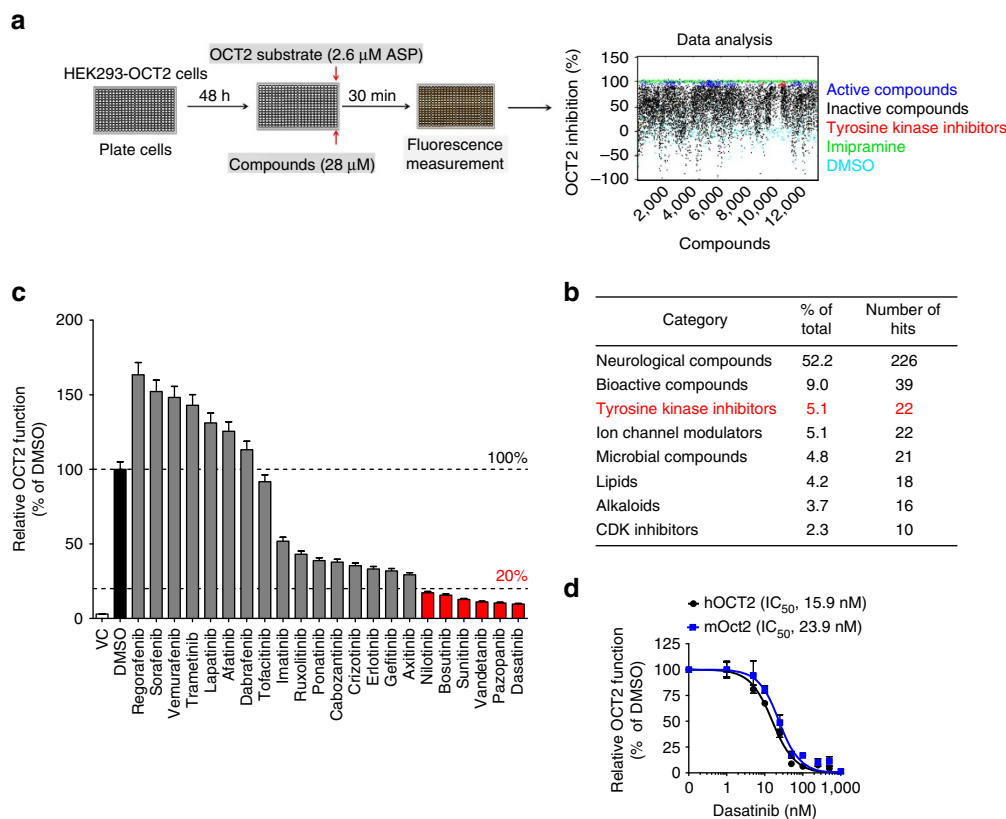 a
OCT2 substrate (2.6 μM ASP)
HEK293-OCT2 cells
48 h
30 min
Plate cells
Compounds (28 μM)
Fluorescence
measurement
Data analysis
OCT2 inhibition (%)
150
100
50
0
−50
−100
2,000
4,000
6,000
8,000
10,000
12,000
Compounds
Active compounds
Inactive compounds
Tyrosine kinase inhibitors
Imipramine
DMSO
c
Relative OCT2 function
(% of DMSO)
200
150
100
50
0
100%
20%
VC
DMSO
Regorafenib
Sorafenib
Vemurafenib
Trametinib
Lapatinib
Afatinib
Dabrafenib
Tofacitinib
Imatinib
Ruxolitinib
Ponatinib
Cabozantinib
Crizotinib
Erlotinib
Gefitinib
Axitinib
Nilotinib
Bosutinib
Sunitinib
Vandetanib
Pazopanib
Dasatinib
b
Category % of total Number of hits
Neurological compounds 52.2 226
Bioactive compounds 9.0 39
Tyrosine kinase inhibitors 5.1 22
Ion channel modulators 5.1 22
Microbial compounds 4.8 21
Lipids 4.2 18
Alkaloids 3.7 16
CDK inhibitors 2.3 10
d
hOCT2 (IC50, 15.9 nM)
mOct2 (IC50, 23.9 nM)
Relative OCT2 function
(% of DMSO)
125
100
75
50
25
0
0 1 10 100 1,000
Dasatinib (nM)